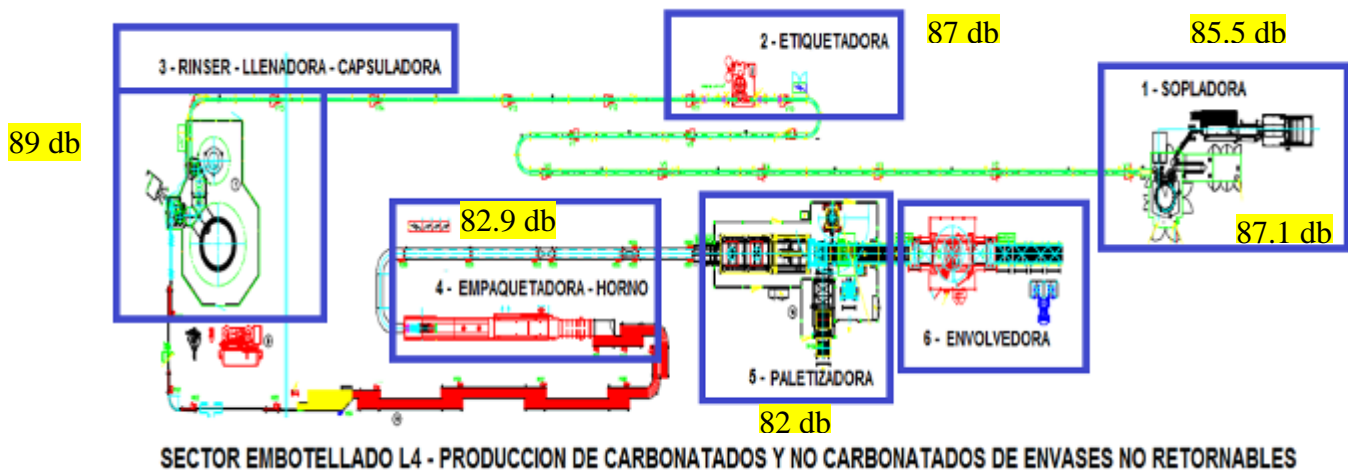 87 db
85.5 db
2 - ETIQUETADORA
3 - RINSER - LLENADORA - CAPSULADORA
1 - SOPLADORA
89 db
82.9 db
87.1 db
4 - EMPAQUETADORA - HORNO
6 - ENVOLVEDORA
5 - PALETIZADORA
82 db
SECTOR EMBOTELLADO L4 - PRODUCCION DE CARBONATADOS Y NO CARBONATADOS DE ENVASES NO RETORNABLES